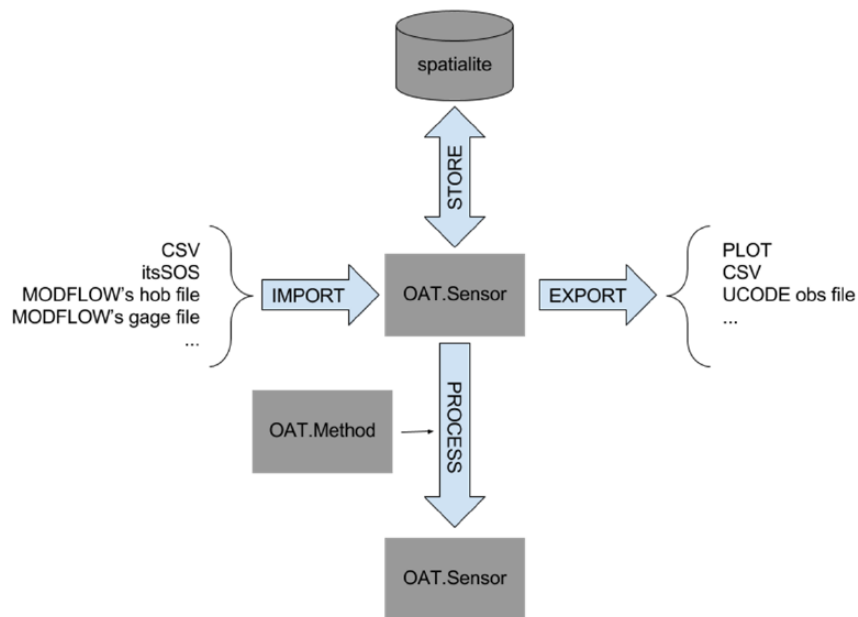 spatialite
STORE
CSV
itsSOS
MODFLOW's hob file
MODFLOW's gage file
...
IMPORT
OAT.Sensor
EXPORT
PLOT
CSV
UCODE obs file
...
OAT.Method
PROCESS
OAT.Sensor